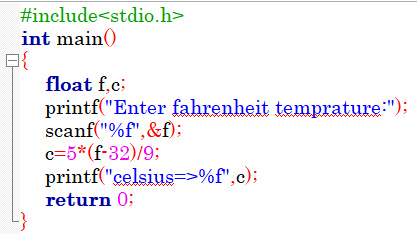 #include<stdio.h>
int main()
{
float f,c;
printf("Enter fahrenheit temprature:");
scanf("%f",&f);
c=5*(f-32)/9;
printf("celsius=>%f",c);
return 0;
}